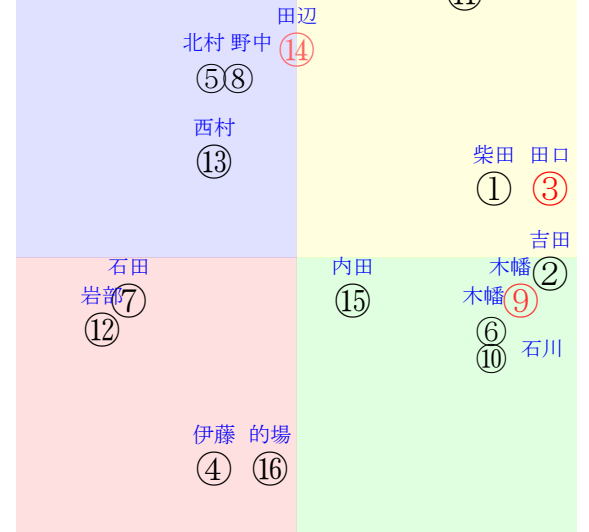 ⑪
田辺
北村 野中 ⑭
⑤⑧
西村
⑬
柴田 田口
① ③
吉田
石田 内田 木幡 ②
岩部 ⑦ ⑮ 木幡 ⑨
⑫ ⑥
⑩ 石川
伊藤 的場
④ ⑯